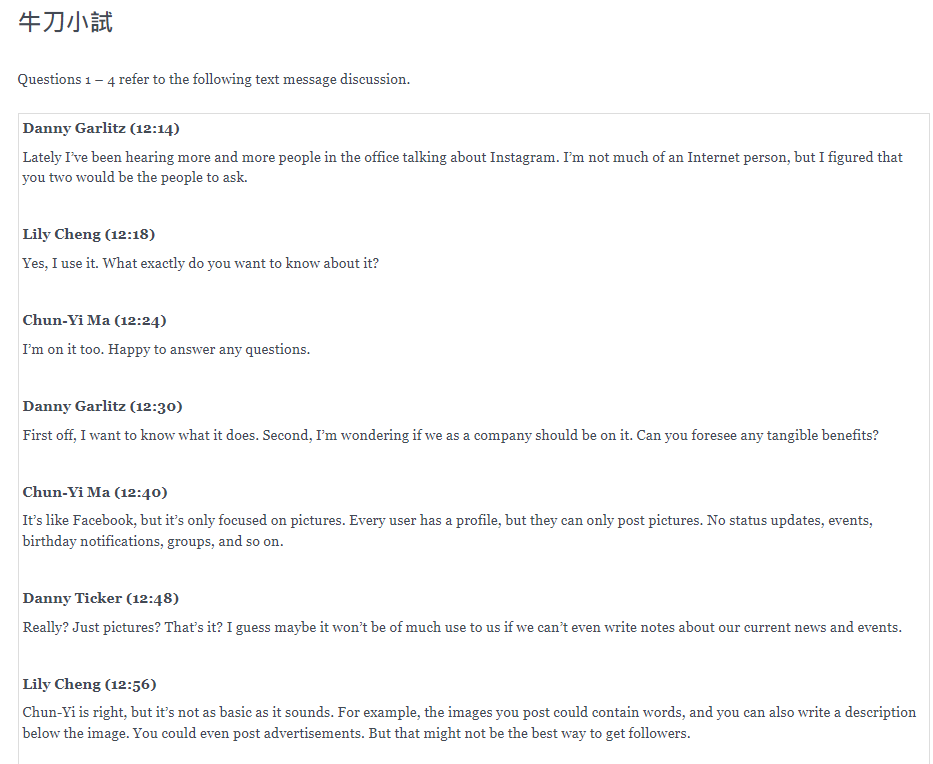 牛刀小試
Questions 1 – 4 refer to the following text message discussion.
Danny Garlitz (12:14)
Lately I’ve been hearing more and more people in the office talking about Instagram. I’m not much of an Internet person, but I figured that
you two would be the people to ask.
Lily Cheng (12:18)
Yes, I use it. What exactly do you want to know about it?
Chun-Yi Ma (12:24)
I’m on it too. Happy to answer any questions.
Danny Garlitz (12:30)
First off, I want to know what it does. Second, I’m wondering if we as a company should be on it. Can you foresee any tangible benefits?
Chun-Yi Ma (12:40)
It’s like Facebook, but it’s only focused on pictures. Every user has a profile, but they can only post pictures. No status updates, events,
birthday notifications, groups, and so on.
Danny Ticker (12:48)
Really? Just pictures? That’s it? I guess maybe it won’t be of much use to us if we can’t even write notes about our current news and events.
Lily Cheng (12:56)
Chun-Yi is right, but it’s not as basic as it sounds. For example, the images you post could contain words, and you can also write a description
below the image. You could even post advertisements. But that might not be the best way to get followers.